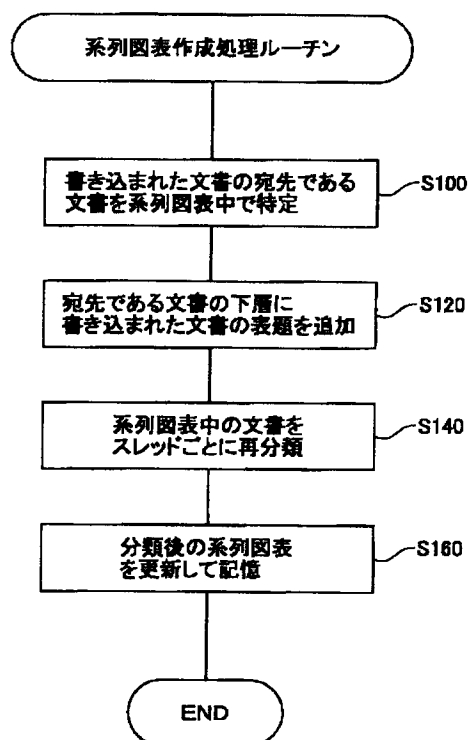 系列図表作成処理ルーチン
書き込まれた文書の宛先である
文書を系列図表中で特定
S100
宛先である文書の下層に
書き込まれた文書の表題を追加
S120
系列図表中の文書を
スレッドごとに再分類
S140
分類後の系列図表
を更新して記憶
S160
END